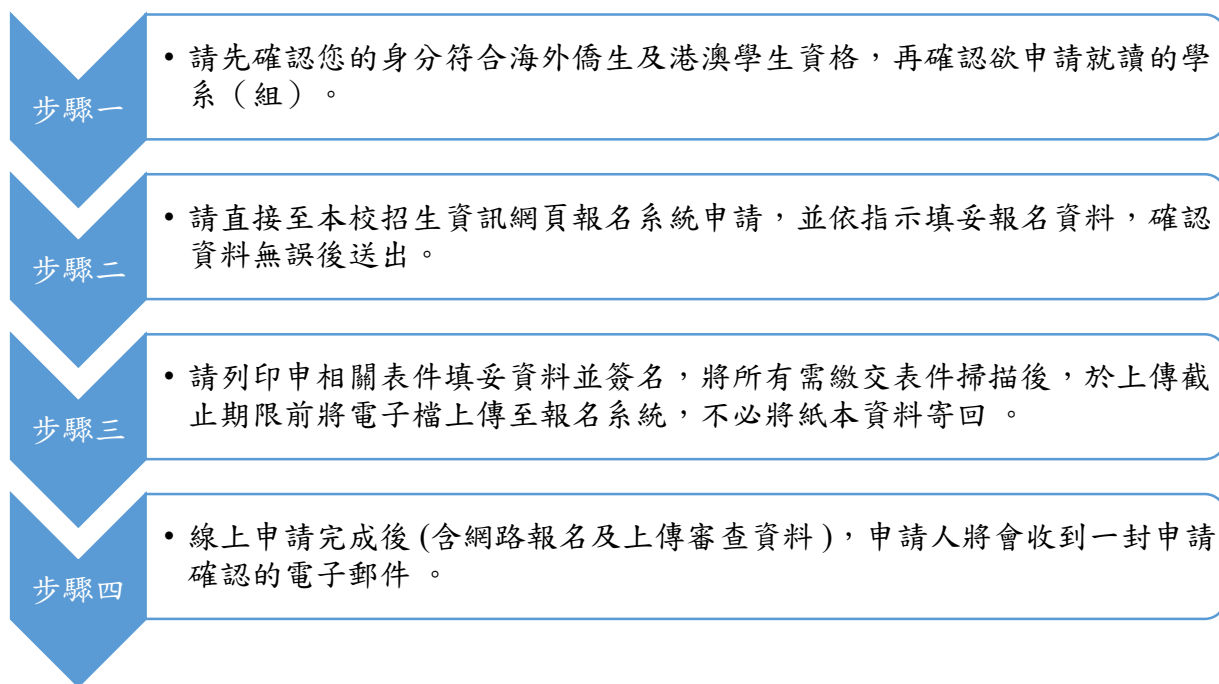 步驟一
• 請先確認您的身分符合海外僑生及港澳學生資格，再確認欲申請就讀的學
系（組）。
步驟二
• 請直接至本校招生資訊網頁報名系統申請，並依指示填妥報名資料，確認
資料無誤後送出。
步驟三
• 請列印申相關表件填妥資料並簽名，將所有需繳交表件掃描後，於上傳截
止期限前將電子檔上傳至報名系統，不必將紙本資料寄回 。
步驟四
• 線上申請完成後 (含網路報名及上傳審查資料 )，申請人將會收到一封申請
確認的電子郵件 。